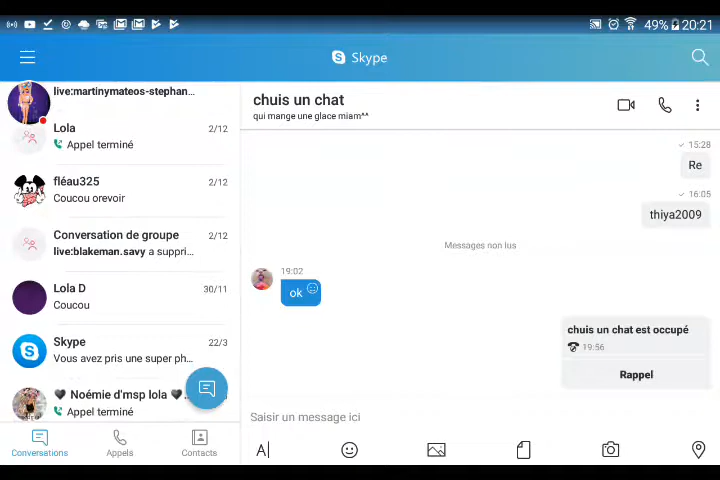 49% 20:21
Skype
live:martinymateos-stephan...
Lola 2/12
Appel terminé
fléau325 2/12
Coucou orevoir
Conversation de groupe 2/12
live:blakeman.savy a suppri...
Lola D 30/11
Coucou
Skype 22/3
Vous avez pris une super ph...
🖤 Noémie d'msp lola 🖤...
Appel terminé
Conversations Appels Contacts
chuis un chat
qui mange une glace miam^^
15:28
Re
16:05
thiya2009
Messages non lus
19:02
ok
chuis un chat est occupé
19:56
Rappel
Saisir un message ici
A